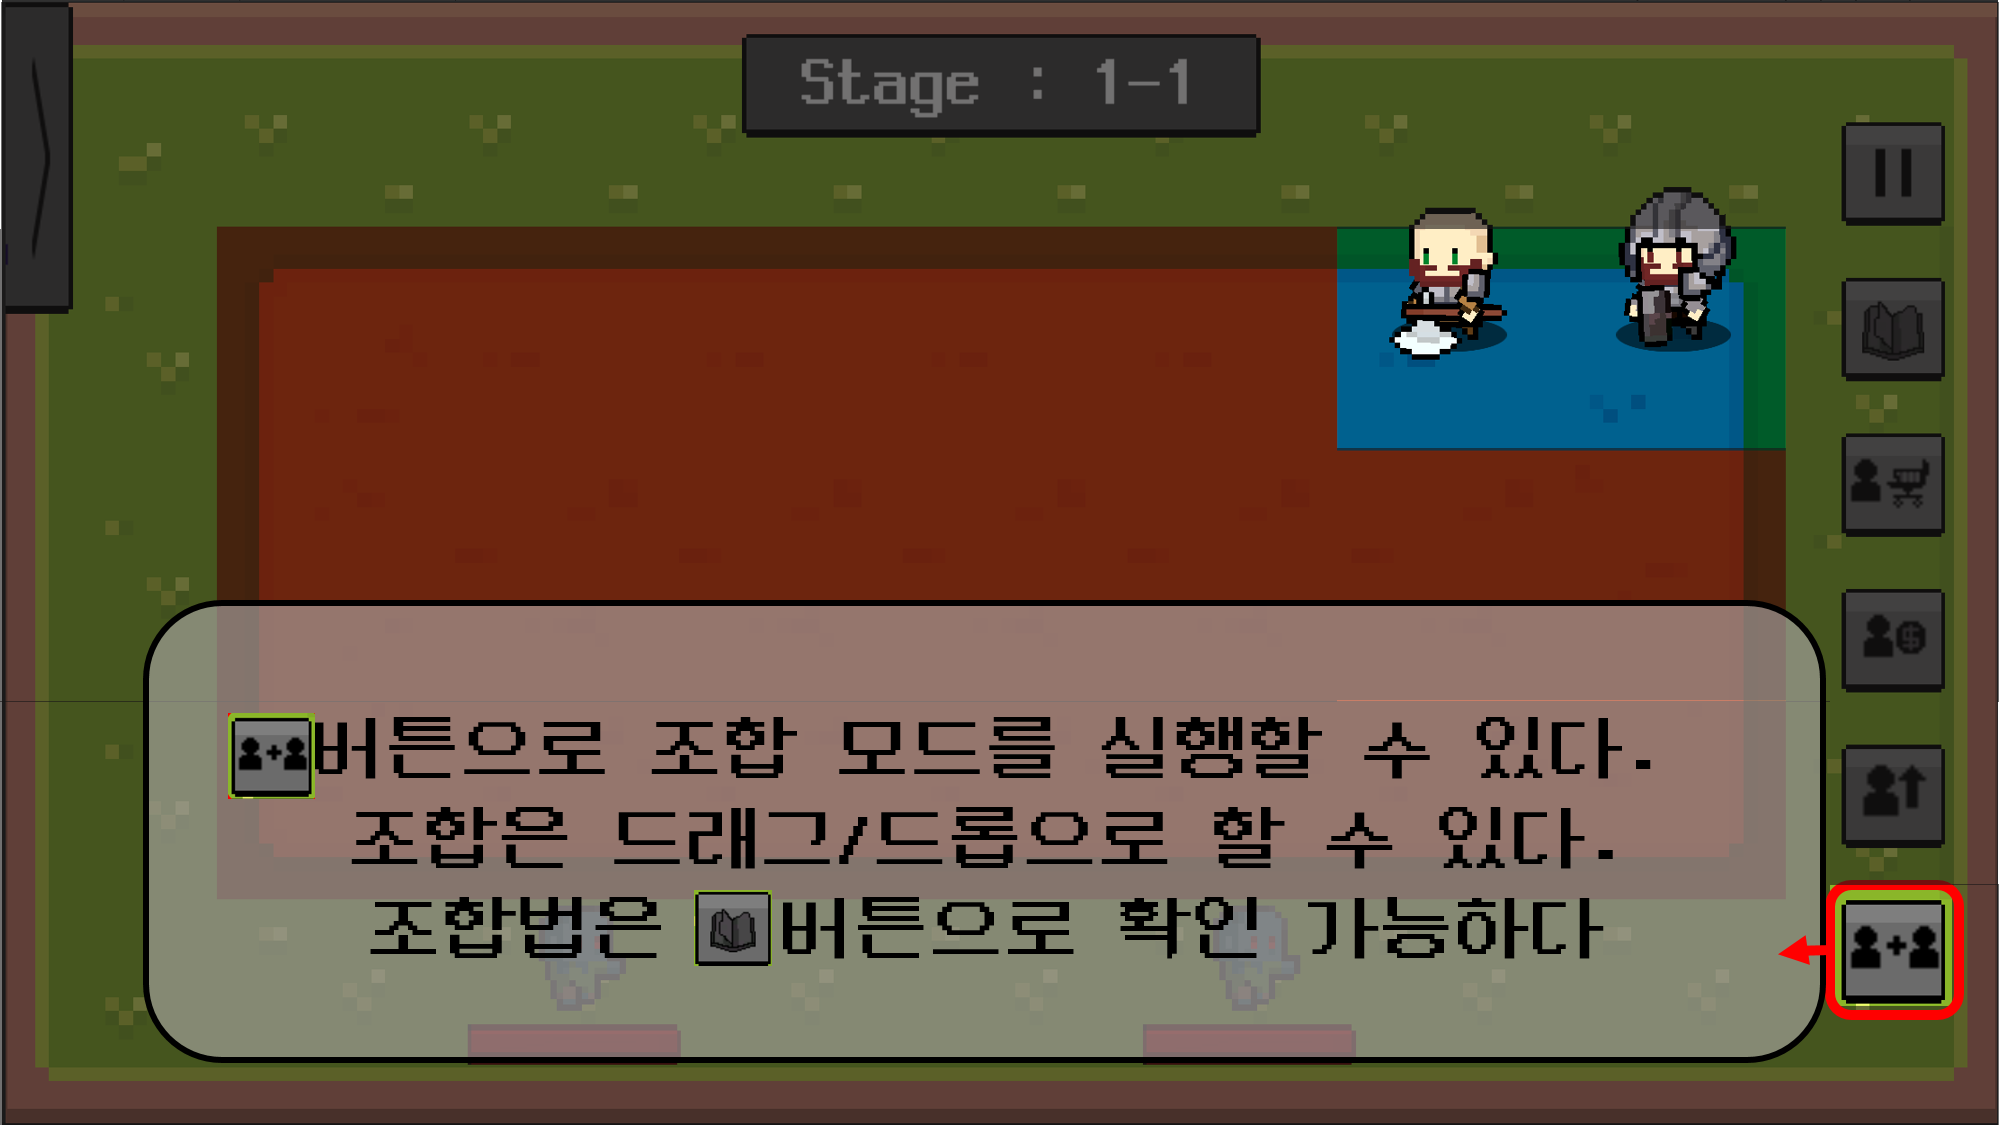 Stage : 1-1
버튼으로 조합 모드를 실행할 수 있다.
조합은 드래그/드롭으로 할 수 있다.
조합법은 버튼으로 확인 가능하다